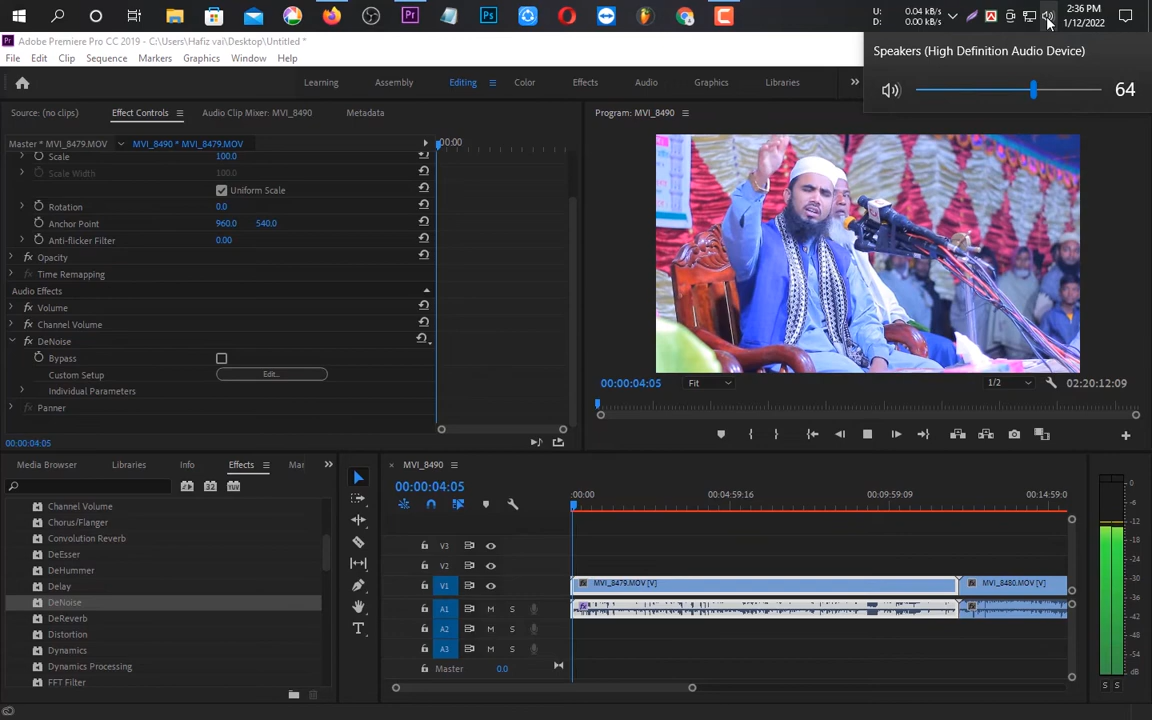 U: 0.04 kB/s
D: 0.00 kB/s
2:36 PM
1/12/2022
Adobe Premiere Pro CC 2019 - C:\Users\Hafiz vai\Desktop\Untitled *
File Edit Clip Sequence Markers Graphics Window Help
Speakers (High Definition Audio Device)
64
Learning Assembly Editing Color Effects Audio Graphics Libraries
Source: (no clips) Effect Controls Audio Clip Mixer: MVI_8490 Metadata
Program: MVI_8490
Master * MVI_8479.MOV MVI_8490 * MVI_8479.MOV
:00:00
Scale 100.0
Scale Width 100.0
Uniform Scale
Rotation 0.0
Anchor Point 960.0 540.0
Anti-flicker Filter 0.00
fx Opacity
fx Time Remapping
Audio Effects
fx Volume
fx Channel Volume
fx DeNoise
Bypass
Custom Setup Edit...
Individual Parameters
fx Panner
00:00:04:05
00:00:04:05 Fit 1/2 02:20:12:09
Media Browser Libraries Info Effects Mar
Channel Volume
Chorus/Flanger
Convolution Reverb
DeEsser
DeHummer
Delay
DeNoise
DeReverb
Distortion
Dynamics
Dynamics Processing
FFT Filter
MVI_8490
00:00:04:05
:00:00 00:04:59:16 00:09:59:09 00:14:59:0
V3
V2
V1 MVI_8479.MOV [V] MVI_8480.MOV [V]
A1 M S
A2 M S
A3 M S
Master 0.0
0
-6
-12
-18
-24
-30
-36
-42
-48
-54
dB
S S